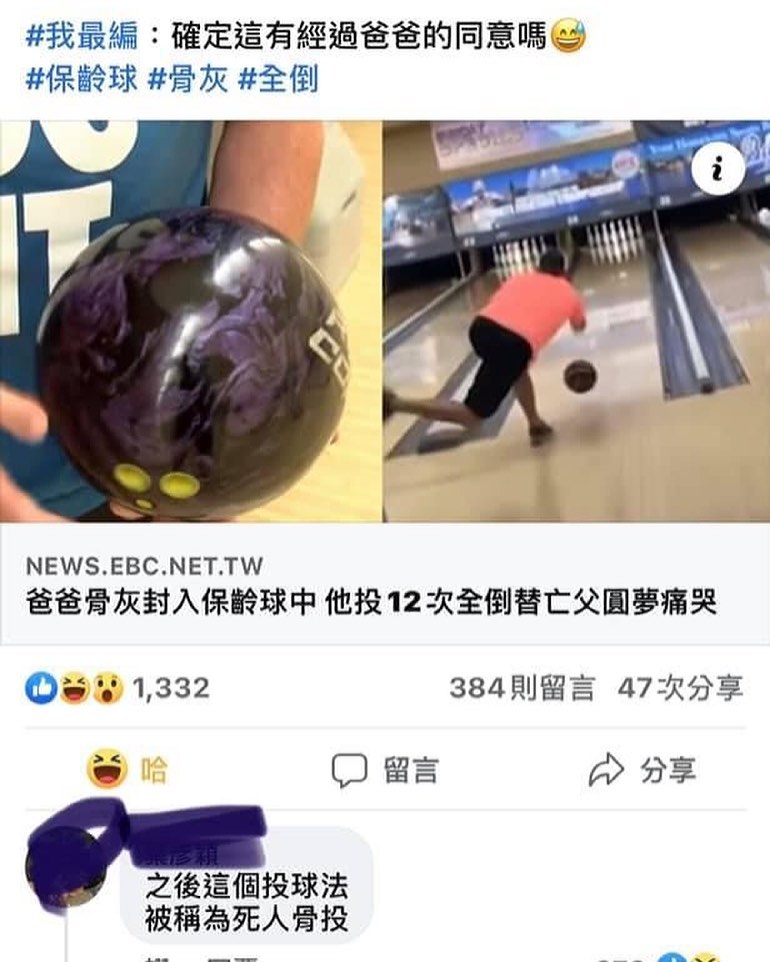 #我最編：確定這有經過爸爸的同意嗎😅
#保齡球 #骨灰 #全倒
IT
NEWS.EBC.NET.TW
爸爸骨灰封入保齡球中 他投12次全倒替亡父圓夢痛哭
1,332
384則留言 47次分享
哈 留言 分享
之後這個投球法
被稱為死人骨投